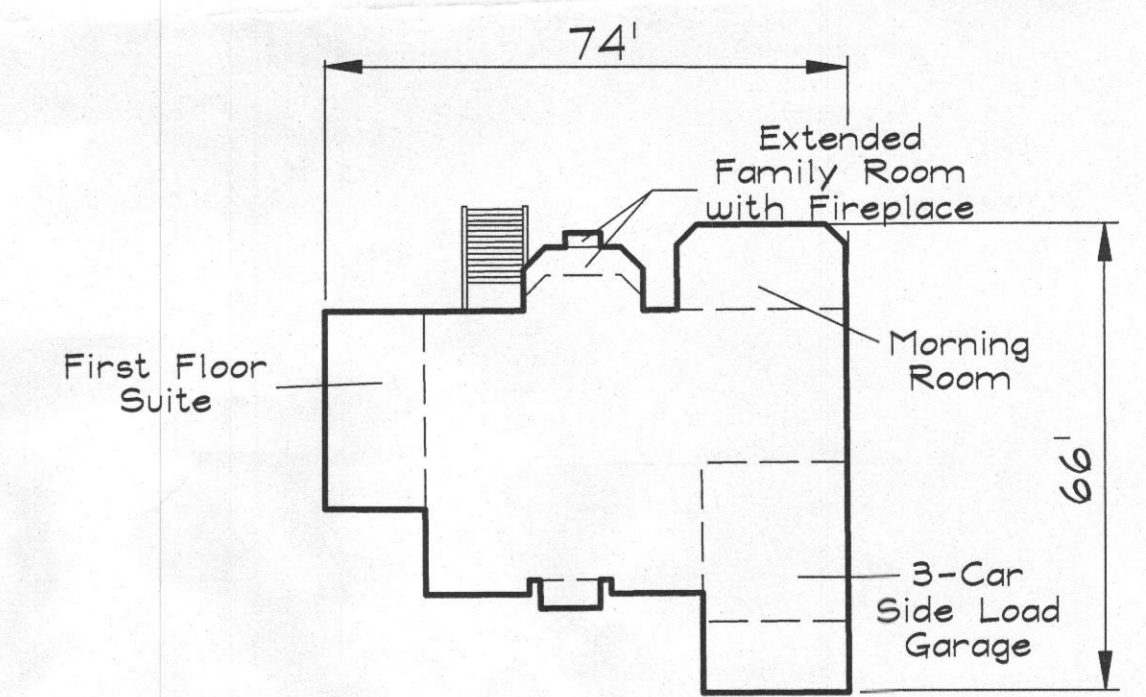 74'
Extended
Family Room
with Fireplace
First Floor
Suite
Morning
Room
66'
3-Car
Side Load
Garage